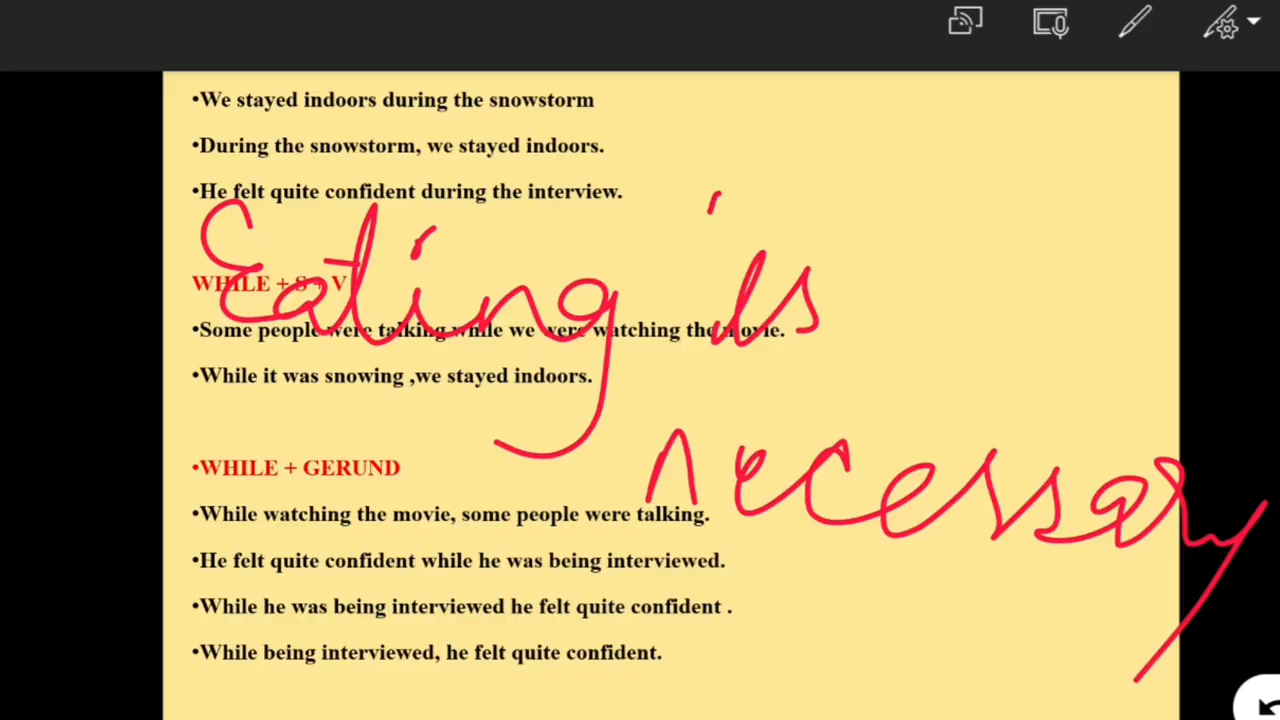 •We stayed indoors during the snowstorm
•During the snowstorm, we stayed indoors.
•He felt quite confident during the interview.
Eating is
WHILE + S + V
•Some people were talking while we were watching the movie.
•While it was snowing ,we stayed indoors.
necessary
•WHILE + GERUND
•While watching the movie, some people were talking.
•He felt quite confident while he was being interviewed.
•While he was being interviewed he felt quite confident .
•While being interviewed, he felt quite confident.